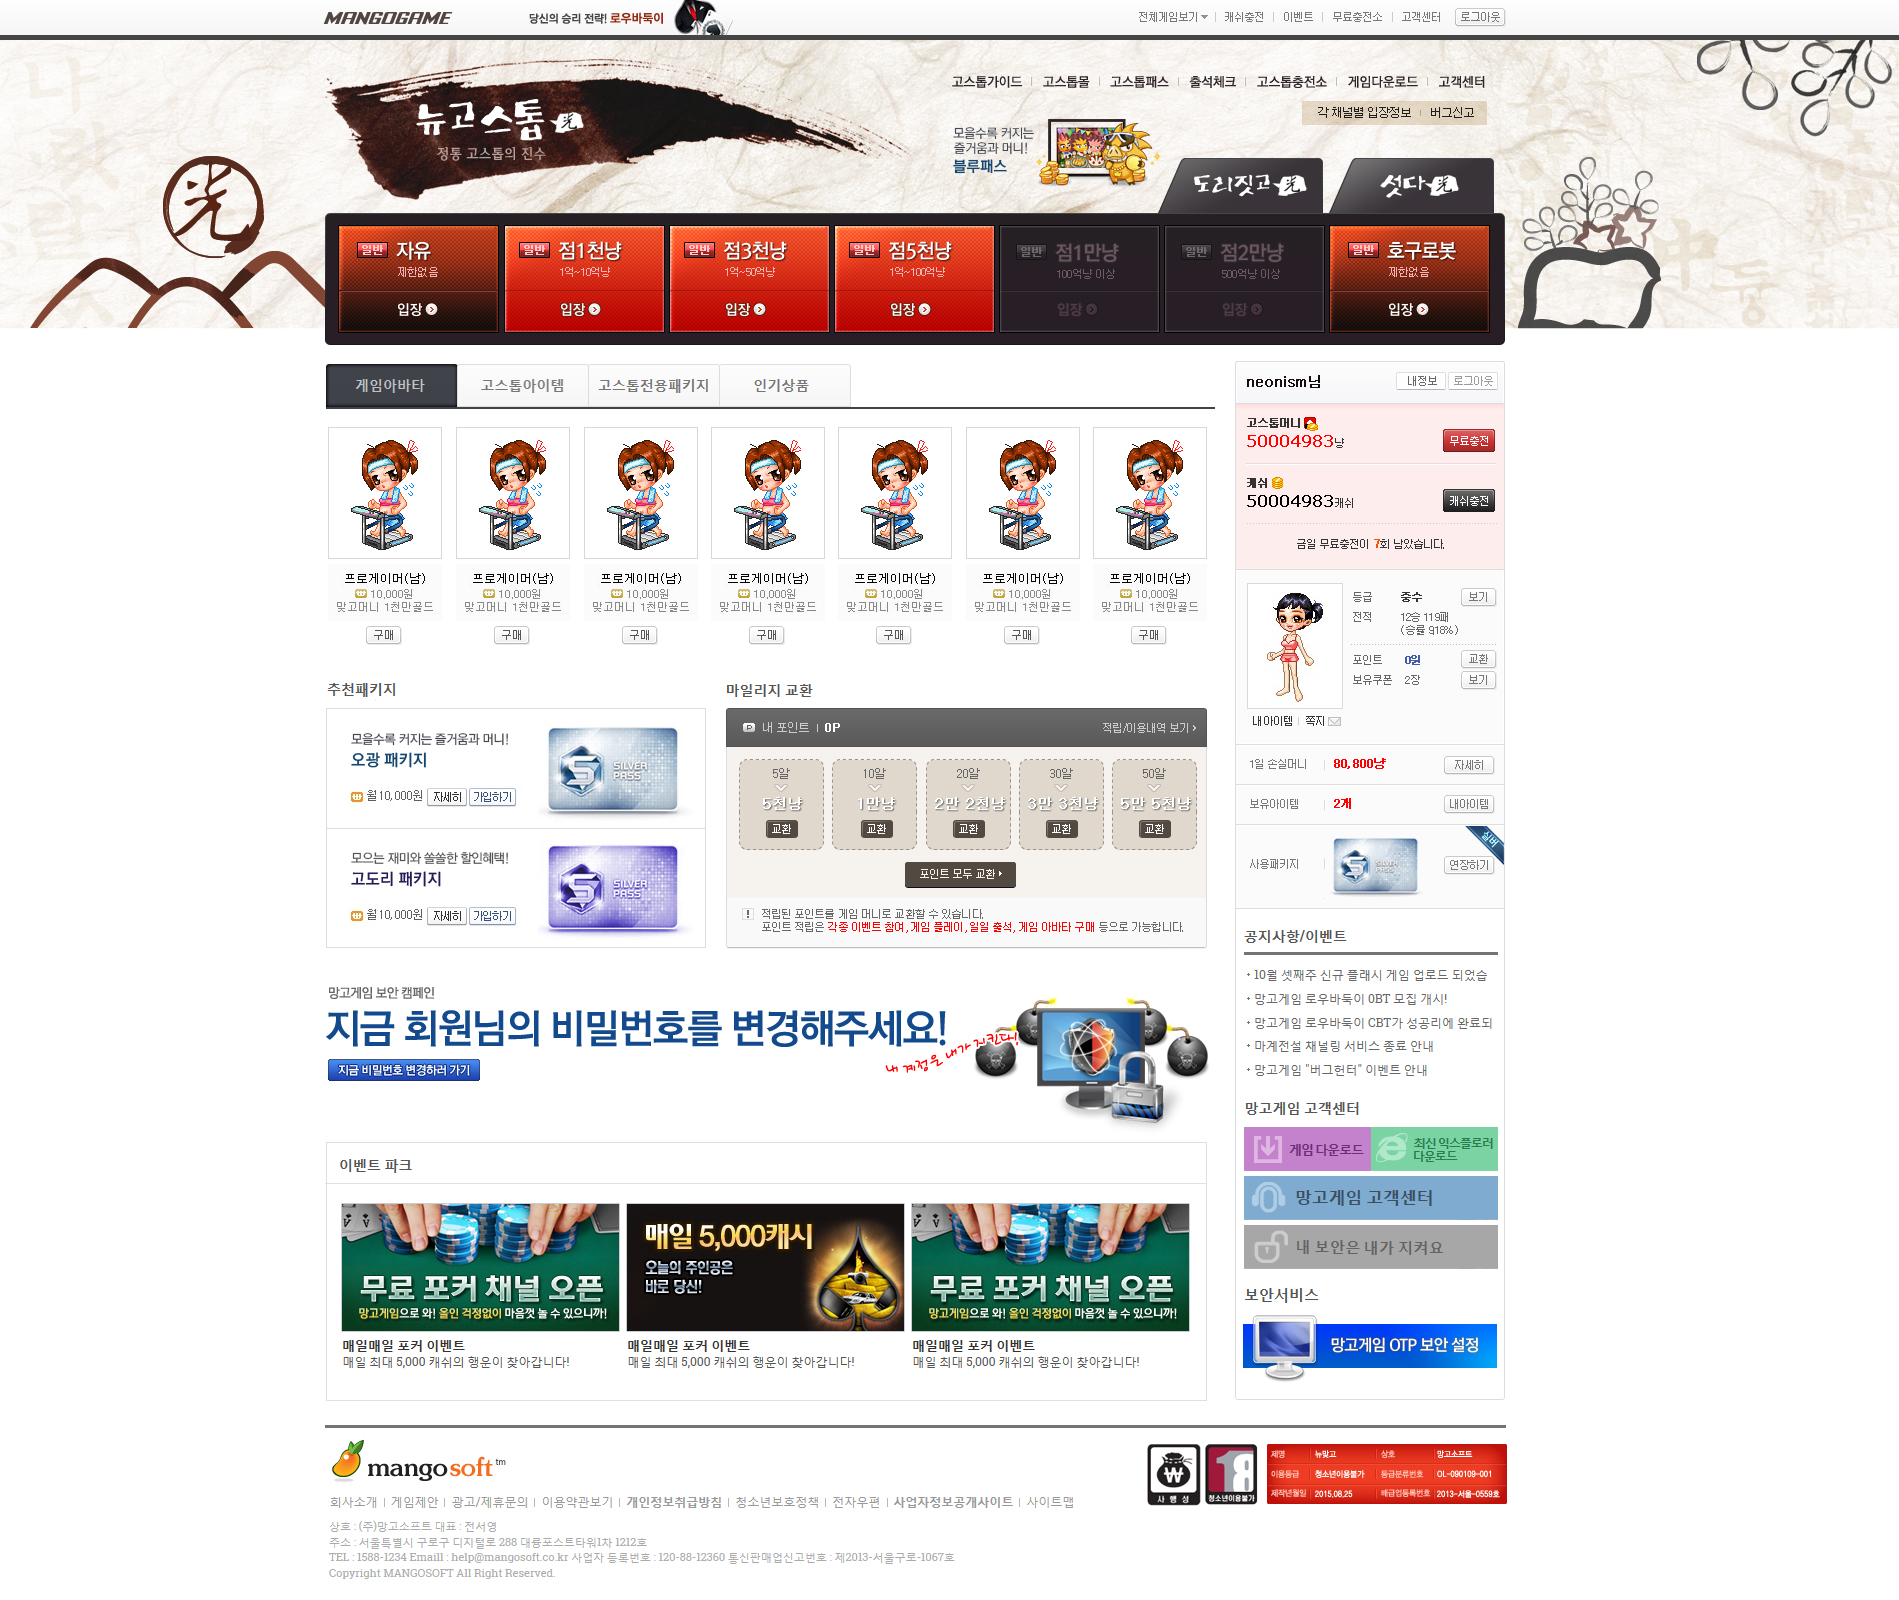 MANGOGAME
당신의 승리 전략! 로우바둑이
전체게임보기 캐쉬충전 이벤트 무료충전소 고객센터 로그아웃
고스톱가이드 고스톱몰 고스톱패스 출석체크 고스톱충전소 게임다운로드 고객센터
각 채널별 입장정보 버그신고
光
뉴고스톱光
정통 고스톱의 진수
모을수록 커지는
즐거움과 머니!
블루패스
도리짓고光 섯다光
일반 자유 일반 점1천냥 일반 점3천냥 일반 점5천냥 일반 점1만냥 일반 점2만냥 일반 호구로봇
제한없음 1억~10억냥 1억~50억냥 1억~100억냥 100억냥 이상 500억냥 이상 제한없음
입장 입장 입장 입장 입장 입장 입장
게임아바타 고스톱아이템 고스톱전용패키지 인기상품
프로게이머(남) 프로게이머(남) 프로게이머(남) 프로게이머(남) 프로게이머(남) 프로게이머(남) 프로게이머(남)
10,000원 10,000원 10,000원 10,000원 10,000원 10,000원 10,000원
맞고머니 1천만골드 맞고머니 1천만골드 맞고머니 1천만골드 맞고머니 1천만골드 맞고머니 1천만골드 맞고머니 1천만골드 맞고머니 1천만골드
구매 구매 구매 구매 구매 구매 구매
추천패키지
모을수록 커지는 즐거움과 머니!
오광 패키지
월10,000원 자세히 가입하기
SILVER
PASS
모으는 재미와 쏠쏠한 할인혜택!
고도리 패키지
월10,000원 자세히 가입하기
SILVER
PASS
마일리지 교환
내 포인트 0P 적립/이용내역 보기
5알 10알 20알 30알 50알
5천냥 1만냥 2만 2천냥 3만 3천냥 5만 5천냥
교환 교환 교환 교환 교환
포인트 모두 교환
적립된 포인트를 게임 머니로 교환할 수 있습니다.
포인트 적립은 각종 이벤트 참여, 게임 플레이, 일일 출석, 게임 아바타 구매 등으로 가능합니다.
망고게임 보안 캠페인
지금 회원님의 비밀번호를 변경해주세요!
지금 비밀번호 변경하러 가기
내 계정은 내가 지킨다!
이벤트 파크
무료 포커 채널 오픈
망고게임으로 와! 올인 걱정없이 마음껏 놀 수 있으니까!
매일매일 포커 이벤트
매일 최대 5,000 캐쉬의 행운이 찾아갑니다!
매일 5,000캐시
오늘의 주인공은
바로 당신!
매일매일 포커 이벤트
매일 최대 5,000 캐쉬의 행운이 찾아갑니다!
무료 포커 채널 오픈
망고게임으로 와! 올인 걱정없이 마음껏 놀 수 있으니까!
매일매일 포커 이벤트
매일 최대 5,000 캐쉬의 행운이 찾아갑니다!
neonism님 내정보 로그아웃
고스톱머니
50004983냥 무료충전
캐쉬
50004983캐쉬 캐쉬충전
금일 무료충전이 7회 남았습니다.
등급 중수 보기
전적 12승 119패
(승률 9.18%)
포인트 0원 교환
보유쿠폰 2장 보기
내아이템 쪽지
1일 손실머니 80,800냥 자세히
보유아이템 2개 내아이템
실버
사용패키지 연장하기
공지사항/이벤트
10월 셋째주 신규 플래시 게임 업로드 되었습
망고게임 로우바둑이 OBT 모집 개시!
망고게임 로우바둑이 CBT가 성공리에 완료되
마계전설 채널링 서비스 종료 안내
망고게임 "버그헌터" 이벤트 안내
망고게임 고객센터
게임 다운로드 최신 익스플로러
다운로드
망고게임 고객센터
내 보안은 내가 지켜요
보안서비스
망고게임 OTP 보안 설정
mangosoft tm
회사소개 게임제안 광고/제휴문의 이용약관보기 개인정보취급방침 청소년보호정책 전자우편 사업자정보공개사이트 사이트맵
상호 : (주)망고소프트 대표 : 전서영
주소 : 서울특별시 구로구 디지털로 288 대륭포스트타워1차 1212호
TEL : 1588-1234 Emaill : help@mangosoft.co.kr 사업자 등록번호 : 120-88-12360 통신판매업신고번호 : 제2013-서울구로-1067호
Copyright MANGOSOFT All Right Reserved.
사행성
18
청소년이용불가
제명 뉴맞고 상호 망고소프트
이용등급 청소년이용불가 등급분류번호 OL-090109-001
제작년월일 2015.08.25 배급업등록번호 2013-서울-0559호